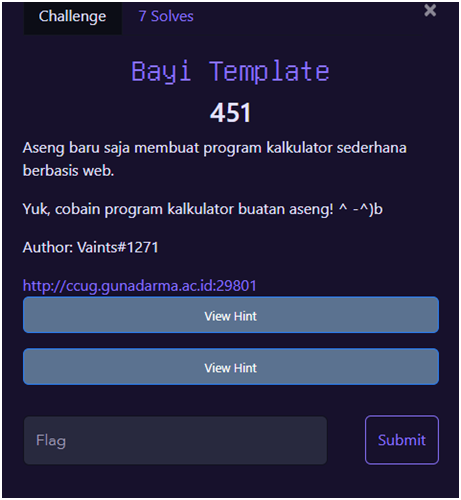 Challenge 7 Solves ×
Bayi Template
451
Aseng baru saja membuat program kalkulator sederhana
berbasis web.
Yuk, cobain program kalkulator buatan aseng! ^ -^)b
Author: Vaints#1271
http://ccug.gunadarma.ac.id:29801
View Hint
View Hint
Flag Submit